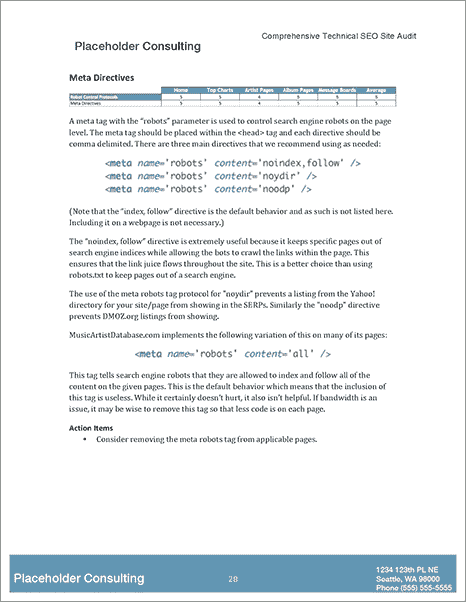 Comprehensive Technical SEO Site Audit
Placeholder Consulting
Meta Directives
Home Top Charts Artist Pages Album Pages Message Boards Average
Robot Control Protocols 5 5 4 5 5 5
Meta Directives 5 5 4 5 5 5
A meta tag with the “robots” parameter is used to control search engine robots on the page
level. The meta tag should be placed within the <head> tag and each directive should be
comma delimited. There are three main directives that we recommend using as needed:
<meta name='robots' content='noindex,follow' />
<meta name='robots' content='noydir' />
<meta name='robots' content='noodp' />
(Note that the “index, follow” directive is the default behavior and as such is not listed here.
Including it on a webpage is not necessary.)
The “noindex, follow” directive is extremely useful because it keeps specific pages out of
search engine indices while allowing the bots to crawl the links within the page. This
ensures that the link juice flows throughout the site. This is a better choice than using
robots.txt to keep pages out of a search engine.
The use of the meta robots tag protocol for “noydir” prevents a listing from the Yahoo!
directory for your site/page from showing in the SERPs. Similarly the “noodp” directive
prevents DMOZ.org listings from showing.
MusicArtistDatabase.com implements the following variation of this on many of its pages:
<meta name='robots' content='all' />
This tag tells search engine robots that they are allowed to index and follow all of the
content on the given pages. This is the default behavior which means that the inclusion of
this tag is useless. While it certainly doesn’t hurt, it also isn’t helpful. If bandwidth is an
issue, it may be wise to remove this tag so that less code is on each page.
Action Items
▪ Consider removing the meta robots tag from applicable pages.
Placeholder Consulting
28
1234 123th PL NE
Seattle, WA 98000
Phone (555) 555-5555